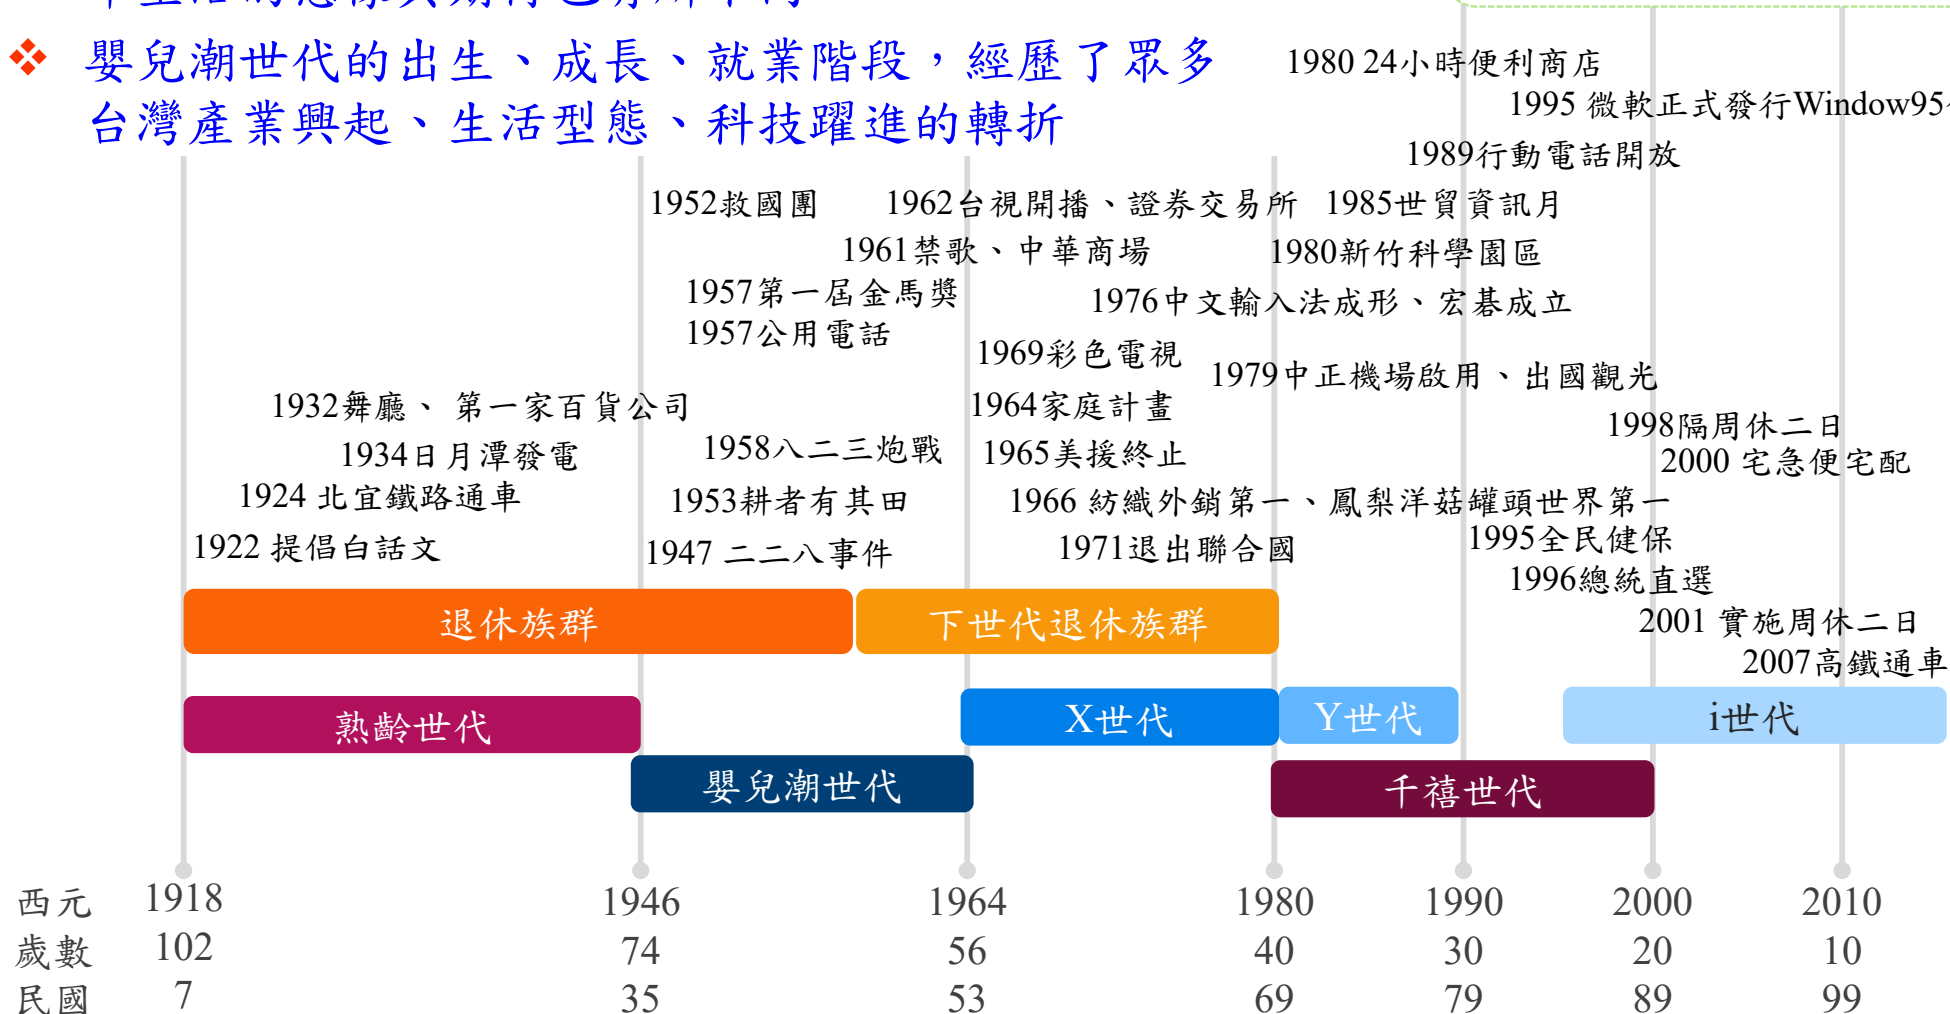 嬰兒潮世代的出生、成長、就業階段，經歷了眾多
台灣產業興起、生活型態、科技躍進的轉折
1980 24小時便利商店
1995 微軟正式發行Window95
1989行動電話開放
1952救國團
1962台視開播、證券交易所
1985世貿資訊月
1961禁歌、中華商場
1980新竹科學園區
1957第一屆金馬獎
1976中文輸入法成形、宏碁成立
1957公用電話
1969彩色電視
1979中正機場啟用、出國觀光
1932舞廳、 第一家百貨公司
1964家庭計畫
1998隔周休二日
1934日月潭發電
1958八二三炮戰
1965美援終止
2000 宅急便宅配
1924 北宜鐵路通車
1953耕者有其田
1966 紡織外銷第一、鳳梨洋菇罐頭世界第一
1922 提倡白話文
1947 二二八事件
1971退出聯合國
1995全民健保
1996總統直選
退休族群
下世代退休族群
2001 實施周休二日
2007高鐵通車
熟齡世代
X世代
Y世代
i世代
嬰兒潮世代
千禧世代
西元 1918 1946 1964 1980 1990 2000 2010
歲數 102 74 56 40 30 20 10
民國 7 35 53 69 79 89 99